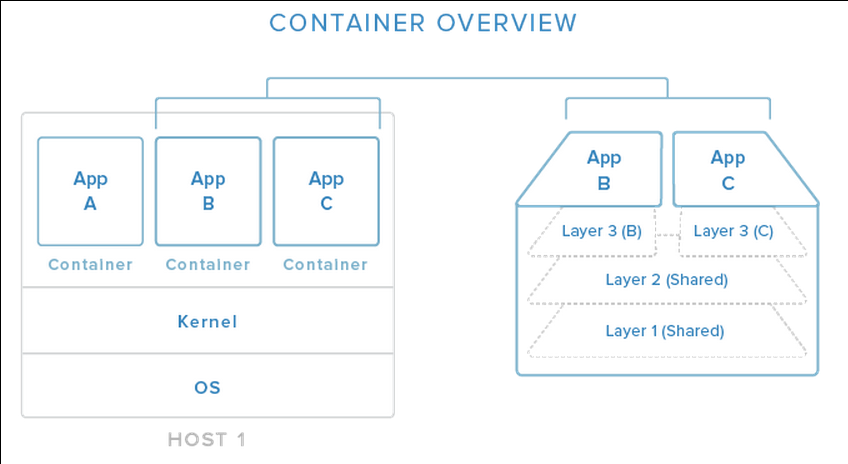 CONTAINER OVERVIEW
App
A
App
B
App
C
Container
Container
Container
Kernel
OS
HOST 1
App
B
App
C
Layer 3 (B)
Layer 3 (C)
Layer 2 (Shared)
Layer 1 (Shared)